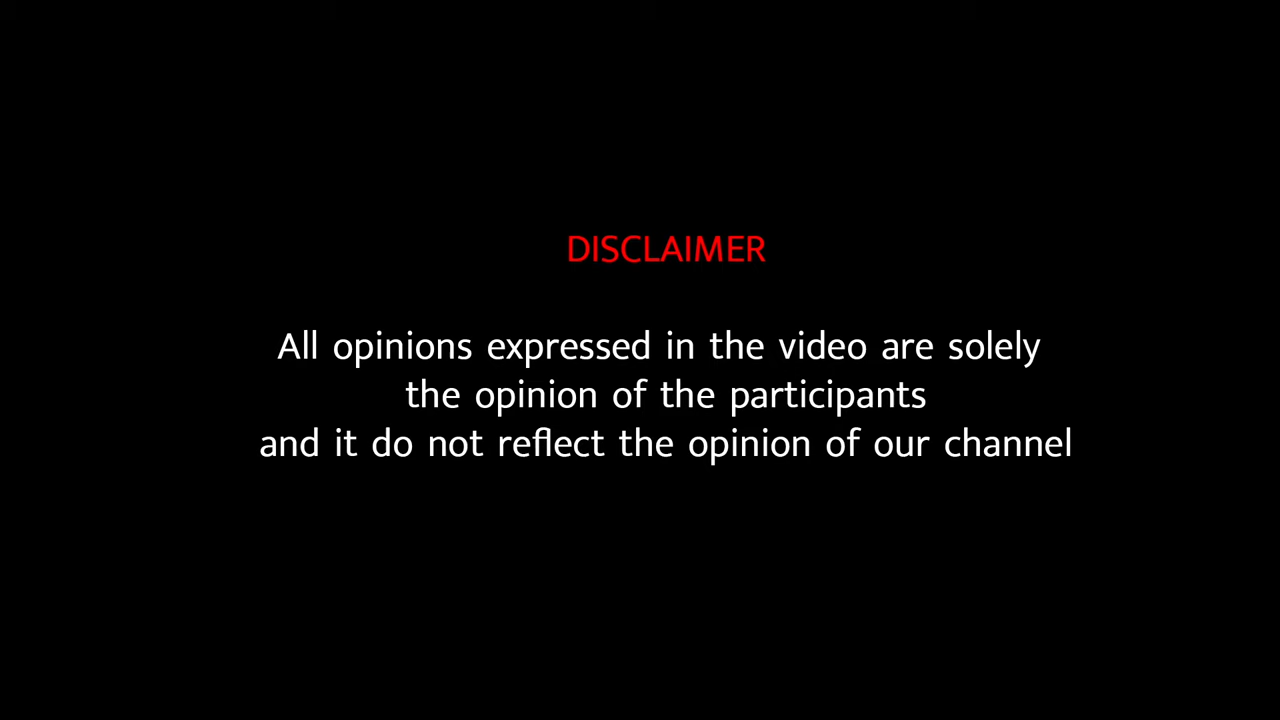 DISCLAIMER
All opinions expressed in the video are solely
the opinion of the participants
and it do not reflect the opinion of our channel